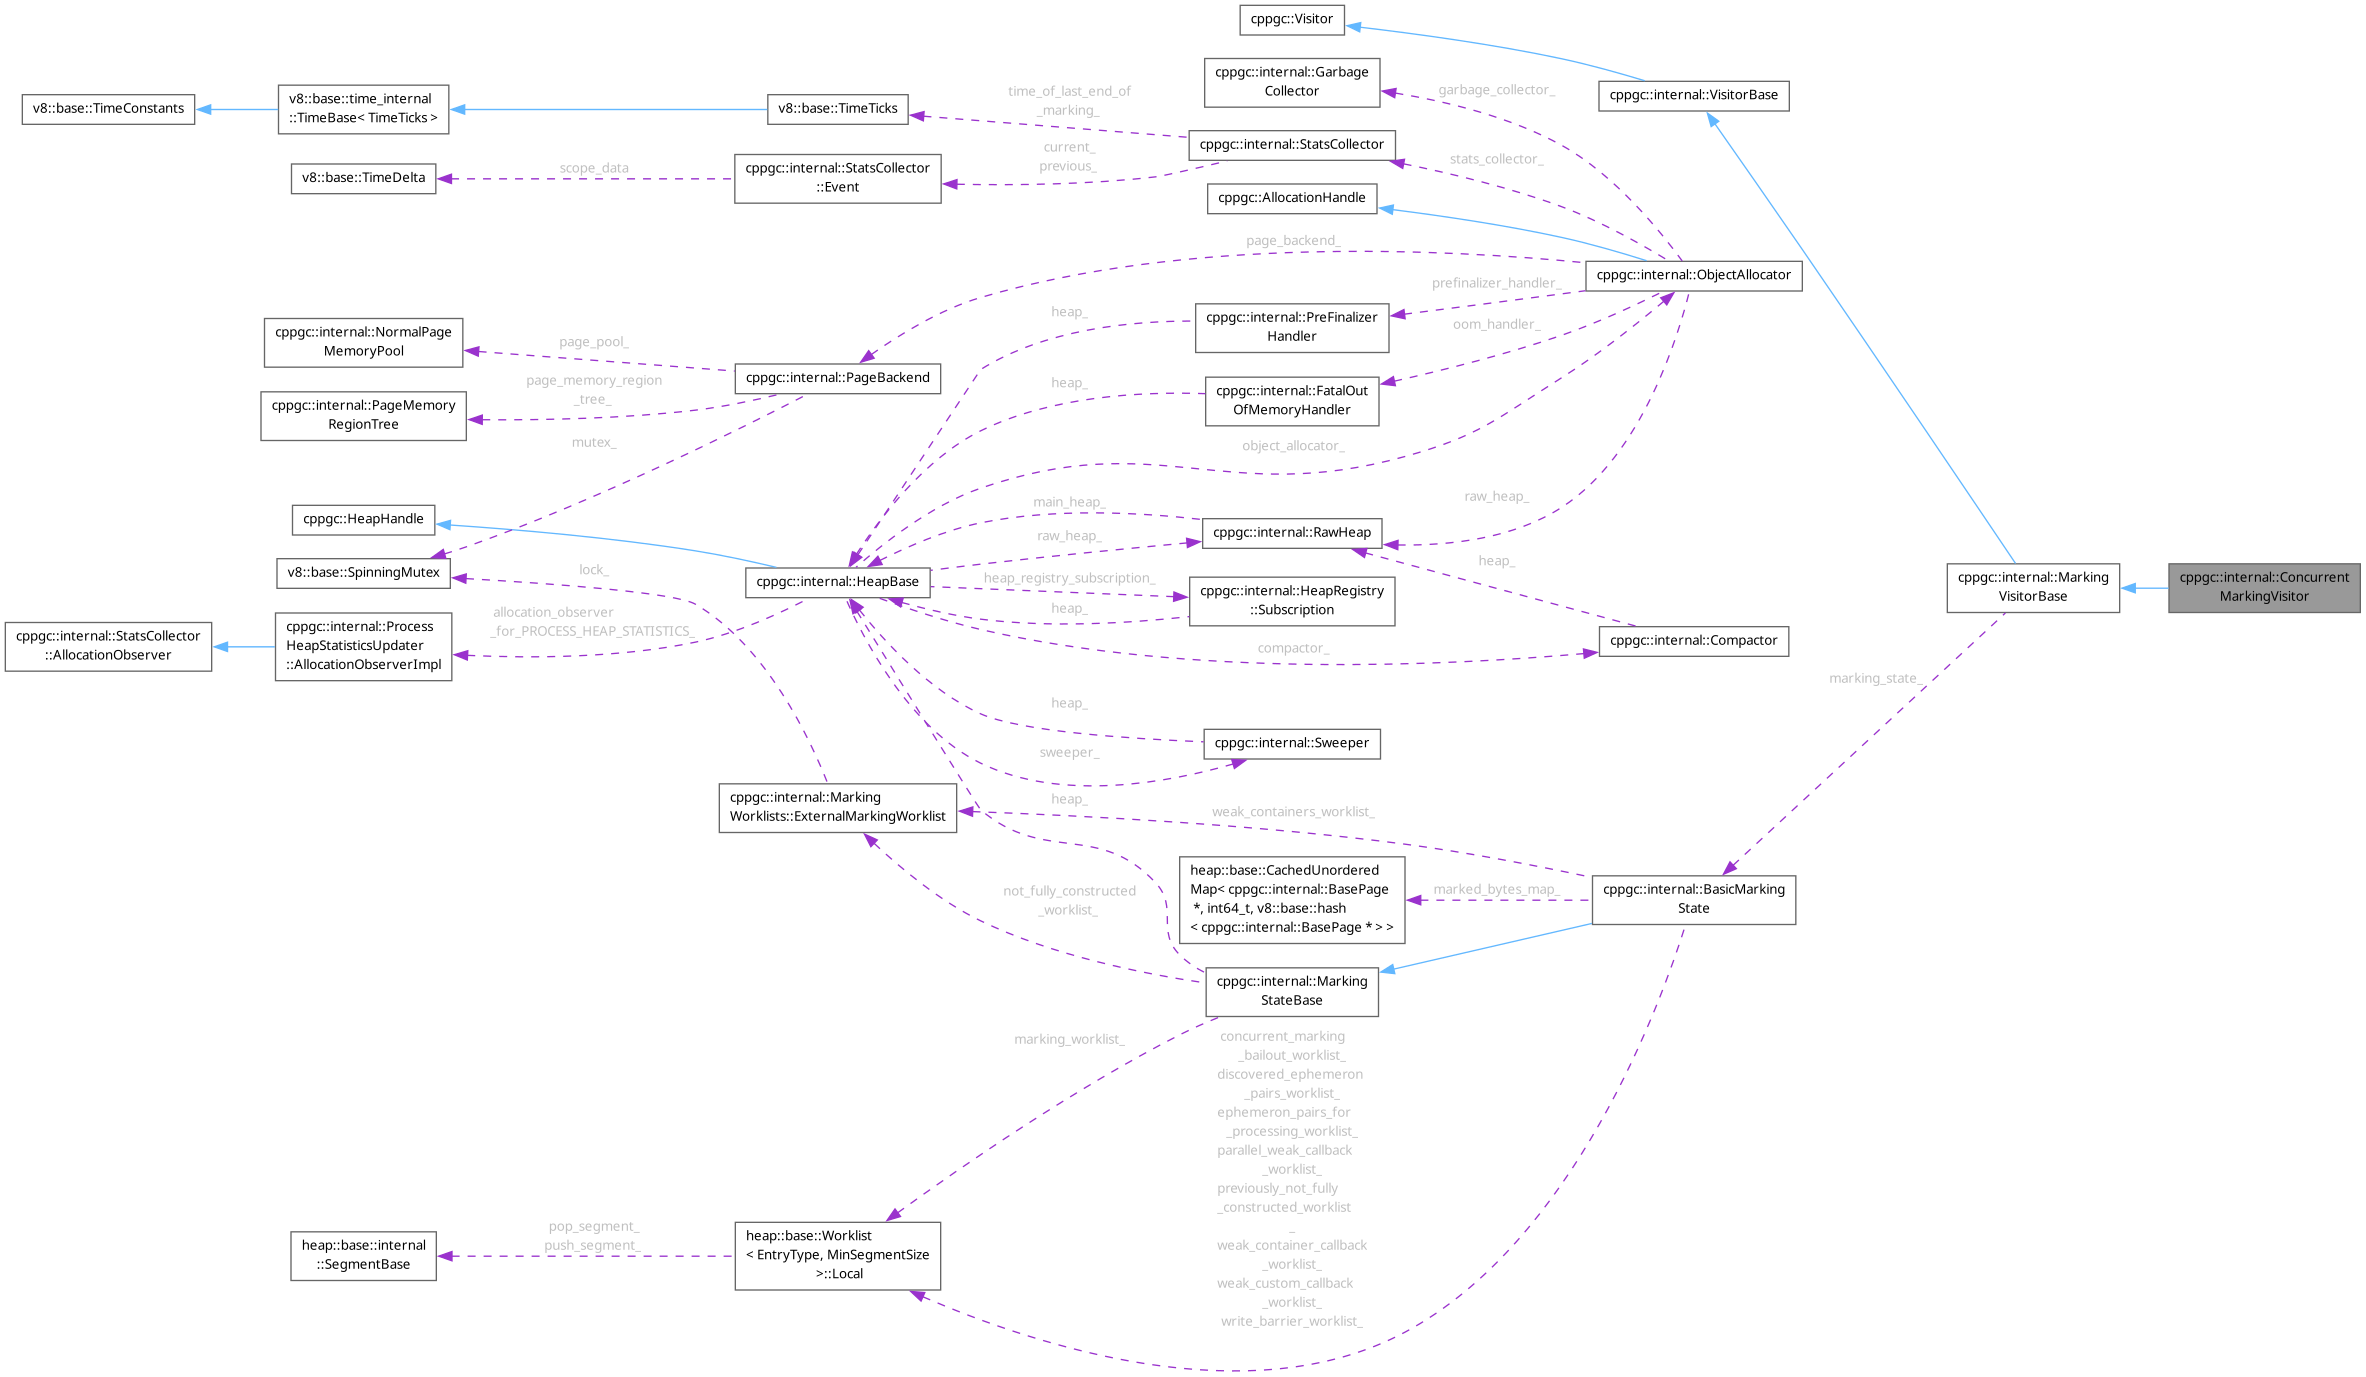 cppgc::Visitor
cppgc::internal::Garbage
Collector
garbage_collector_
cppgc::internal::VisitorBase
v8::base::TimeConstants
v8::base::time_internal
::TimeBase< TimeTicks >
v8::base::TimeTicks
time_of_last_end_of
_marking_
cppgc::internal::StatsCollector
stats_collector_
current_
previous_
v8::base::TimeDelta
scope_data
cppgc::internal::StatsCollector
::Event
cppgc::AllocationHandle
page_backend_
cppgc::internal::ObjectAllocator
prefinalizer_handler_
heap_
cppgc::internal::PreFinalizer
Handler
oom_handler_
cppgc::internal::NormalPage
MemoryPool
page_pool_
cppgc::internal::PageBackend
page_memory_region
_tree_
cppgc::internal::PageMemory
RegionTree
heap_
cppgc::internal::FatalOut
OfMemoryHandler
mutex_
object_allocator_
cppgc::HeapHandle
main_heap_
raw_heap_
cppgc::internal::RawHeap
raw_heap_
heap_
v8::base::SpinningMutex
lock_
cppgc::internal::HeapBase
heap_registry_subscription_
heap_
cppgc::internal::HeapRegistry
::Subscription
cppgc::internal::Marking
VisitorBase
cppgc::internal::Concurrent
MarkingVisitor
cppgc::internal::StatsCollector
::AllocationObserver
cppgc::internal::Process
HeapStatisticsUpdater
::AllocationObserverImpl
allocation_observer
_for_PROCESS_HEAP_STATISTICS_
compactor_
cppgc::internal::Compactor
marking_state_
heap_
cppgc::internal::Sweeper
sweeper_
cppgc::internal::Marking
Worklists::ExternalMarkingWorklist
heap_
weak_containers_worklist_
heap::base::CachedUnordered
Map< cppgc::internal::BasePage
*, int64_t, v8::base::hash
< cppgc::internal::BasePage * > >
marked_bytes_map_
cppgc::internal::BasicMarking
State
not_fully_constructed
_worklist_
cppgc::internal::Marking
StateBase
marking_worklist_
concurrent_marking
_bailout_worklist_
discovered_ephemeron
_pairs_worklist_
ephemeron_pairs_for
_processing_worklist_
parallel_weak_callback
_worklist_
previously_not_fully
_constructed_worklist
_
weak_container_callback
_worklist_
weak_custom_callback
_worklist_
write_barrier_worklist_
heap::base::internal
::SegmentBase
pop_segment_
push_segment_
heap::base::Worklist
< EntryType, MinSegmentSize
>::Local